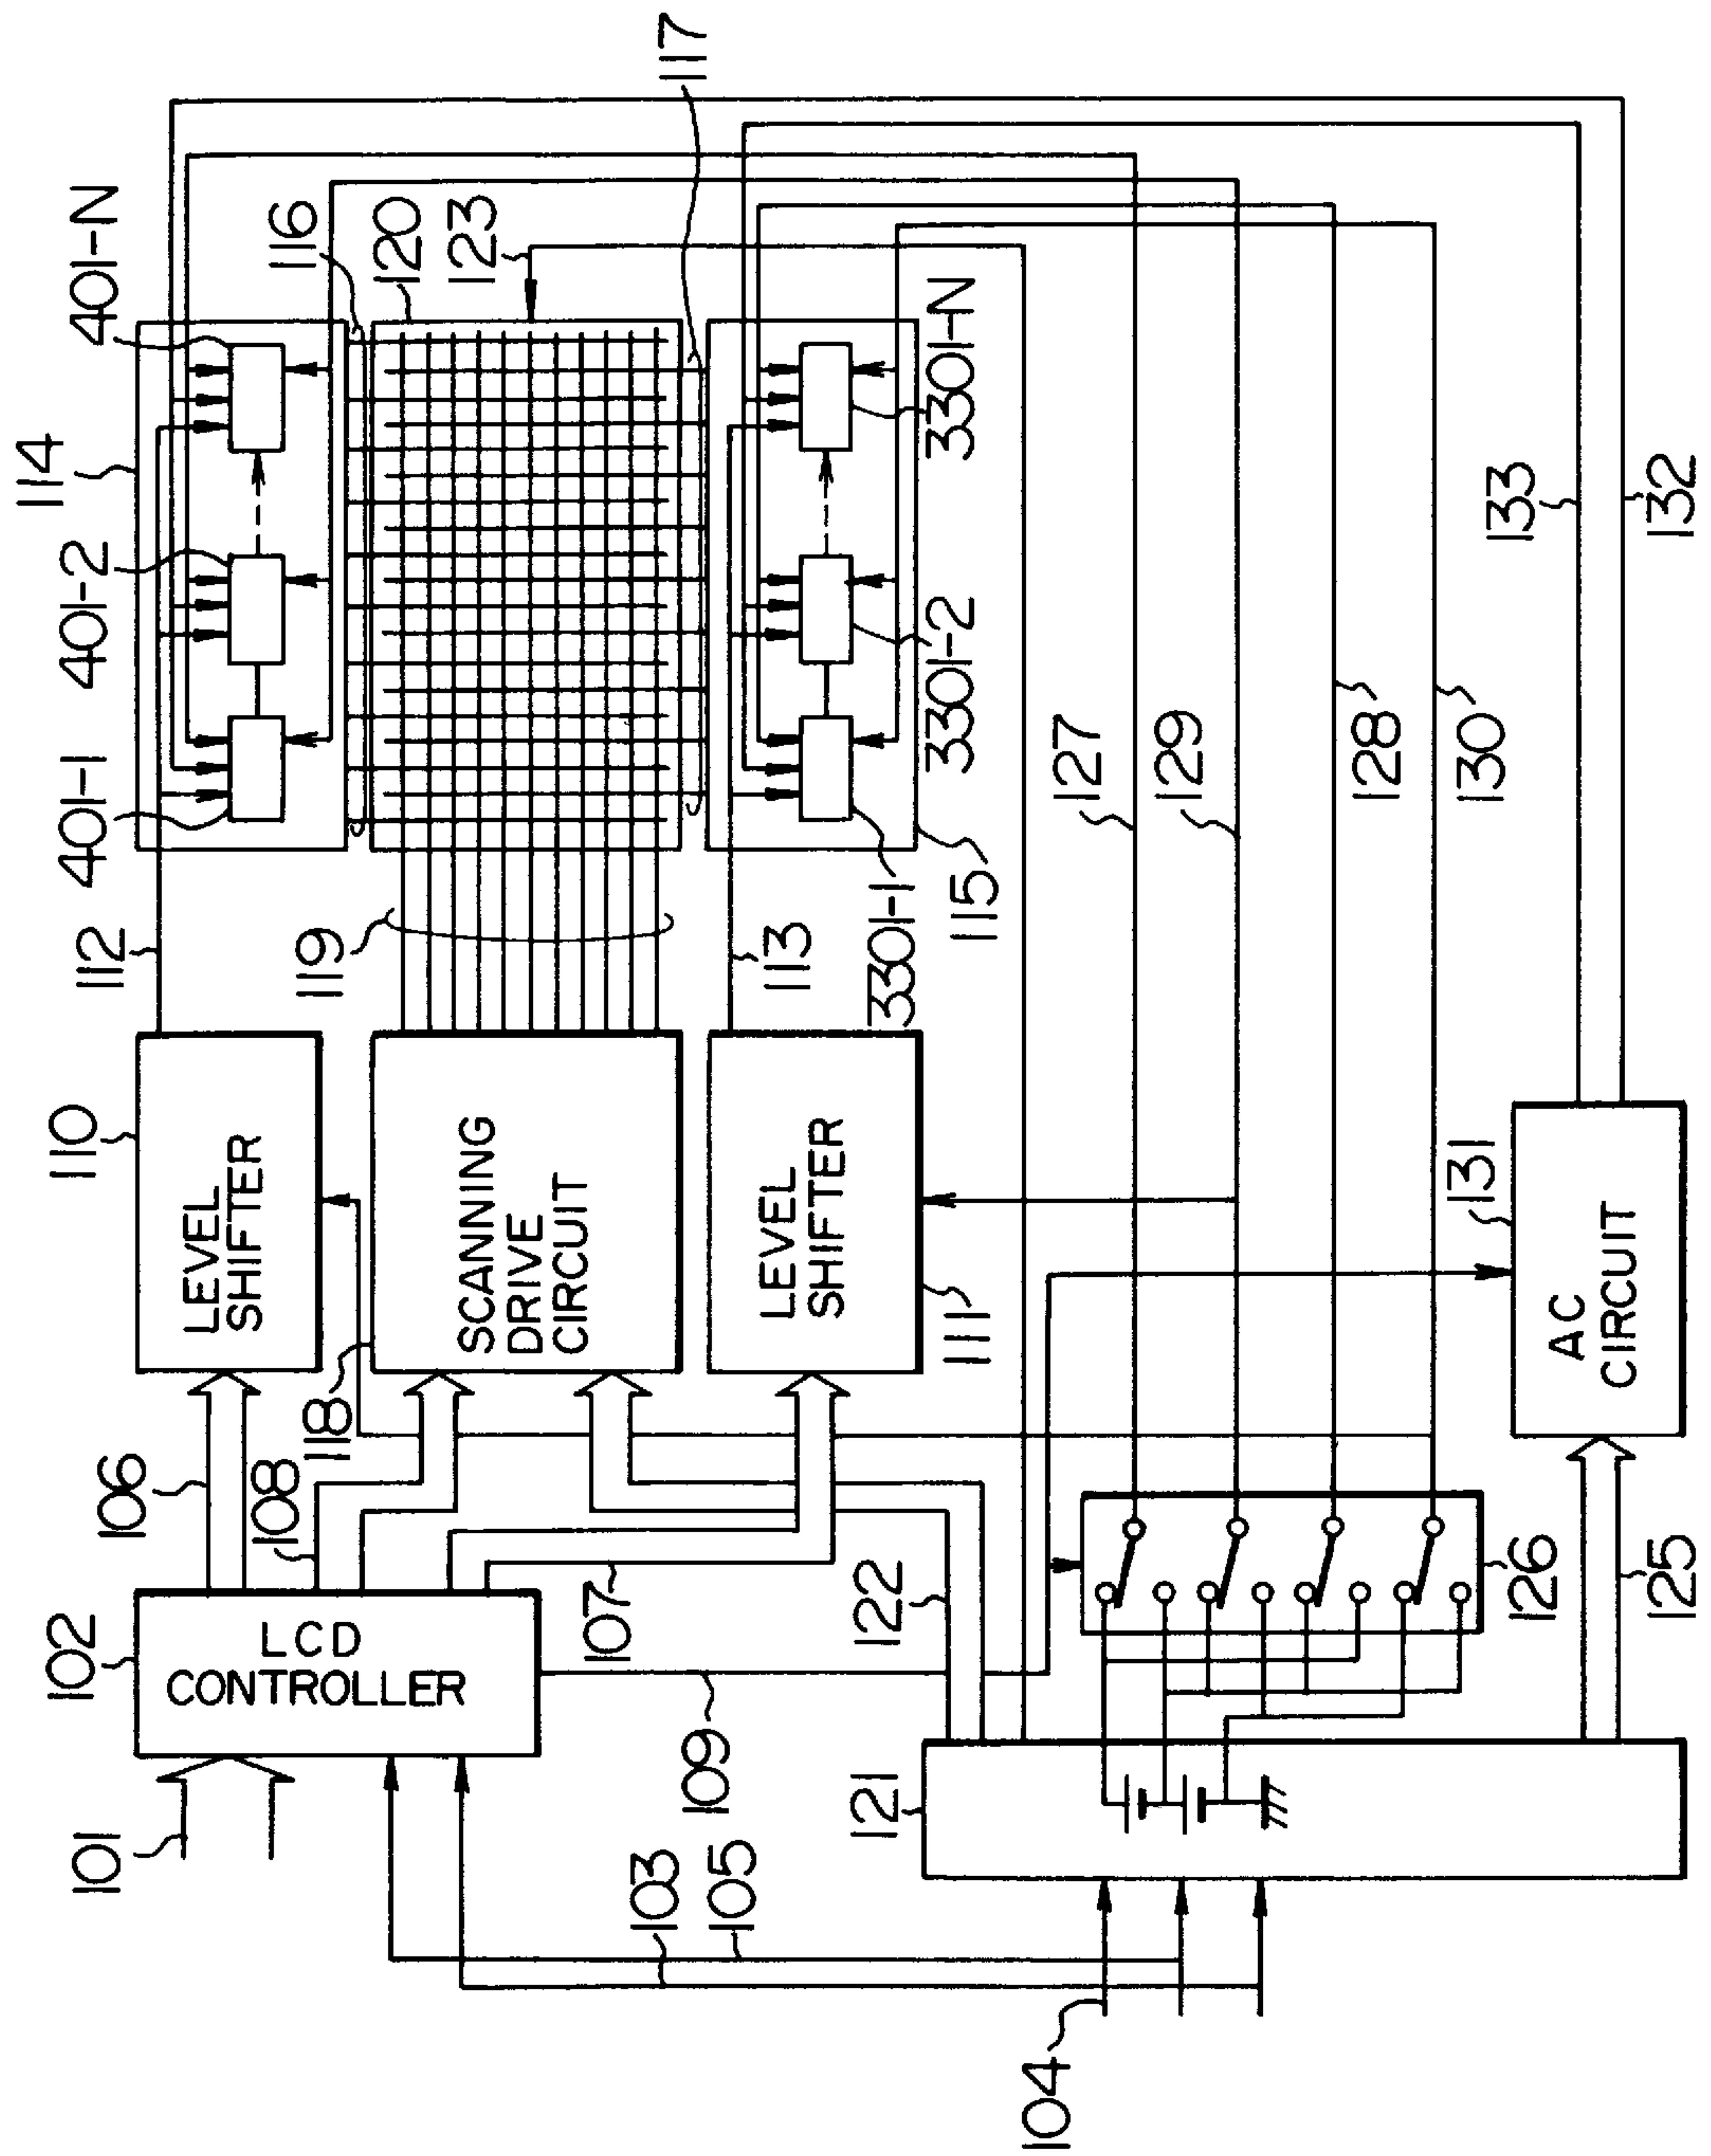 117
401-N
116
120
123
114
401-2
401-1
3301-N
3301-2
3301-1
115
133
132
127
129
128
130
112
119
113
110
LEVEL
SHIFTER
118
SCANNING
DRIVE
CIRCUIT
LEVEL
SHIFTER
111
131
AC
CIRCUIT
106
108
107
102
LCD
CONTROLLER
122
126
125
109
101
121
103
105
104